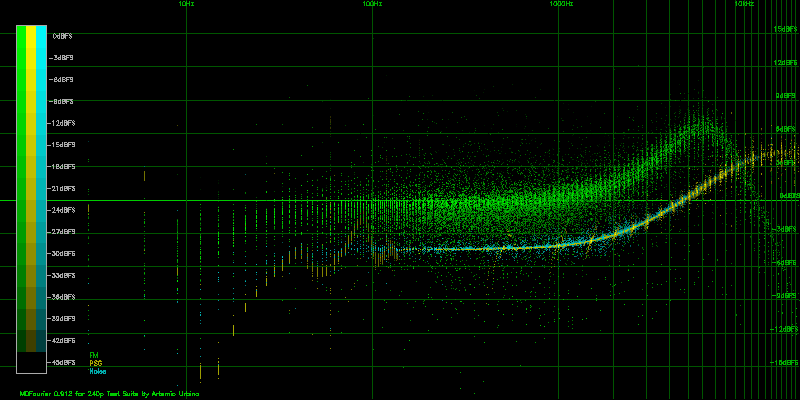 10Hz 100Hz 1000Hz 10kHz
0dBFS
-3dBFS
-6dBFS
-9dBFS
-12dBFS
-15dBFS
-18dBFS
-21dBFS
-24dBFS
-27dBFS
-30dBFS
-33dBFS
-36dBFS
-39dBFS
-42dBFS
-45dBFS
15dBFS
12dBFS
9dBFS
6dBFS
3dBFS
0dBFS
-3dBFS
-6dBFS
-9dBFS
-12dBFS
-15dBFS
FM
PSG
Noise
MDFourier 0.912 for 240p Test Suite by Artemio Urbina